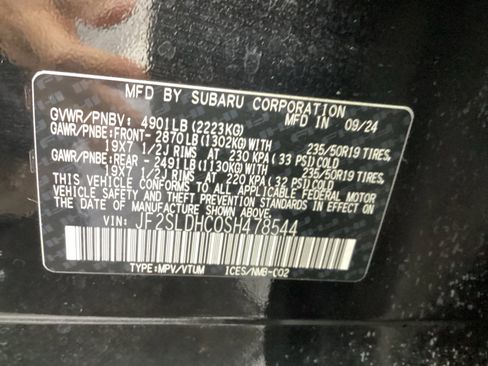 MFD BY SUBARU CORPORATION
09/24
GVWR/PNBV: 4901LB (2223KG)
GAWR/PNBE:FRONT- 2870LB(1302KG)WITH 235/50R19 TIRES,
19X7 1/2J RIMS AT 230 KPA(33 PSI)COLD
GAWR/PNBE:REAR - 2491LB(1130KG)WITH 235/50R19 TIRES,
19X7 1/2J RIMS AT 220 KPA(32 PSI)COLD
THIS VEHICLE CONFORMS TO ALL APPLICABLE FEDERAL MOTOR
VEHICLE SAFETY AND THEFT PREVENTION STANDARDS IN EFFECT ON
THE DATE OF MANUFACTURE SHOWN ABOVE.
VIN: JF2SLDHC0SH478544
TYPE:MPV/VTUM ICES/NMB-002